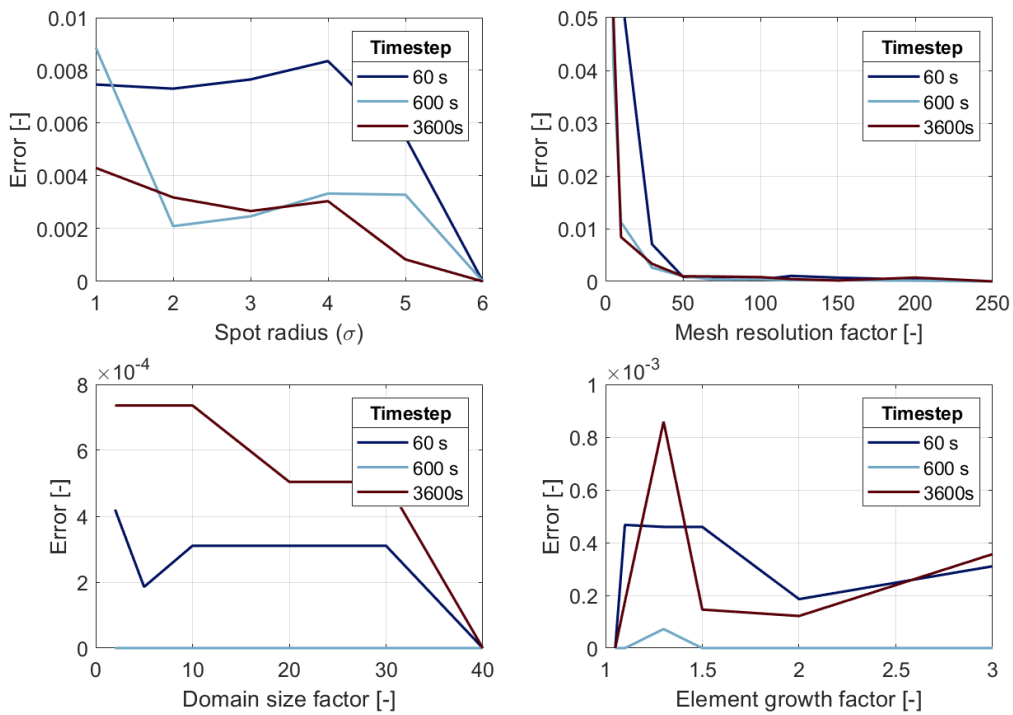 0.01
0.008
0.006
0.004
0.002
0
Error [-]
1 2 3 4 5 6
Spot radius (σ)
Timestep
60 s
600 s
3600s
0.05
0.04
0.03
0.02
0.01
0
Error [-]
0 50 100 150 200 250
Mesh resolution factor [-]
Timestep
60 s
600 s
3600s
×10⁻⁴
8
6
4
2
0
Error [-]
0 10 20 30 40
Domain size factor [-]
Timestep
60 s
600 s
3600s
×10⁻³
1
0.8
0.6
0.4
0.2
0
Error [-]
1 1.5 2 2.5 3
Element growth factor [-]
Timestep
60 s
600 s
3600s